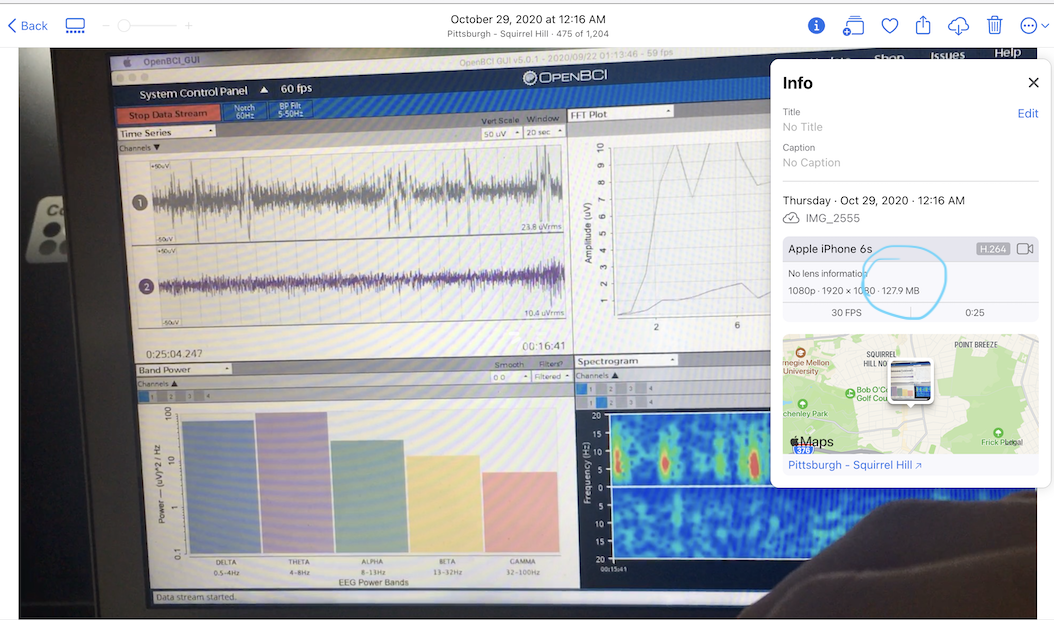 Back
October 29, 2020 at 12:16 AM
Pittsburgh - Squirrel Hill · 475 of 1,204
OpenBCI_GUI
OpenBCI GUI v5.0.1 - 2020/09/22 01:13:46 - 59 fps
Shop
Issues
Help
System Control Panel
60 fps
OPENBCI
Stop Data Stream
Notch
60Hz
BP Filt
5-50Hz
Time Series
Vert Scale
Window
50 uV
20 sec
Channels
+50uV
1
-50uV
23.8 uVrms
+50uV
2
-50uV
10.4 uVrms
0:25:04.247
00:16:41
FFT Plot
Amplitude (uV)
10
9
8
7
6
5
4
3
2
1
2
6
Band Power
Smooth
Filtered?
0.0
Filtered
Channels
1 2 3 4
Power — (uV)^2 / Hz
100
10
1
0.1
DELTA THETA ALPHA BETA GAMMA
0.5-4Hz 4-8Hz 8-13Hz 13-32Hz 32-100Hz
EEG Power Bands
Data stream started.
Spectrogram
Channels
1 2 3 4
1 2 3 4
Frequency (Hz)
20
15
10
5
0
5
10
15
20
00:15:41
Info
Title
No Title
Edit
Caption
No Caption
Thursday · Oct 29, 2020 · 12:16 AM
IMG_2555
Apple iPhone 6s
H.264
No lens information
1080p · 1920 × 1080 · 127.9 MB
30 FPS
0:25
POINT BREEZE
SQUIRREL
HILL NO
rnegie Mellon
University
Bob O'C
Golf Cou
chenley Park
Frick P
Legal
Maps
376
Pittsburgh - Squirrel Hill